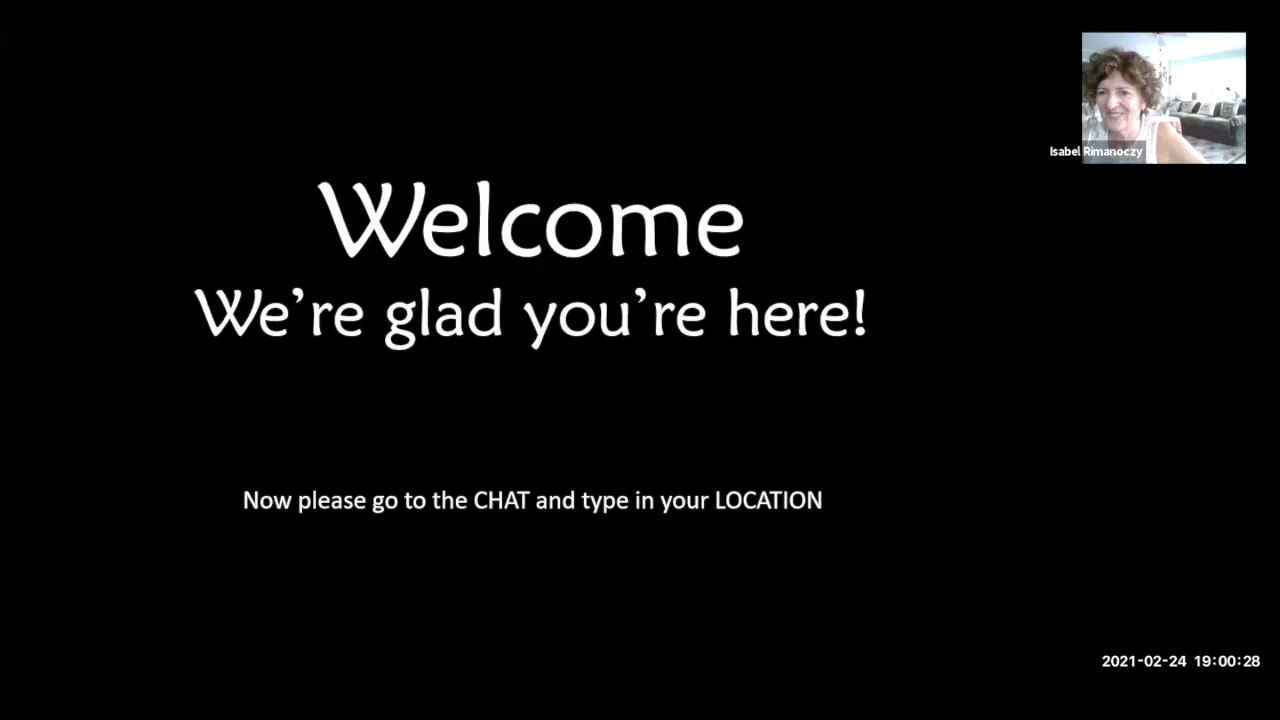 Isabel Rimanoczy
Welcome
We're glad you're here!
Now please go to the CHAT and type in your LOCATION
2021-02-24 19:00:28